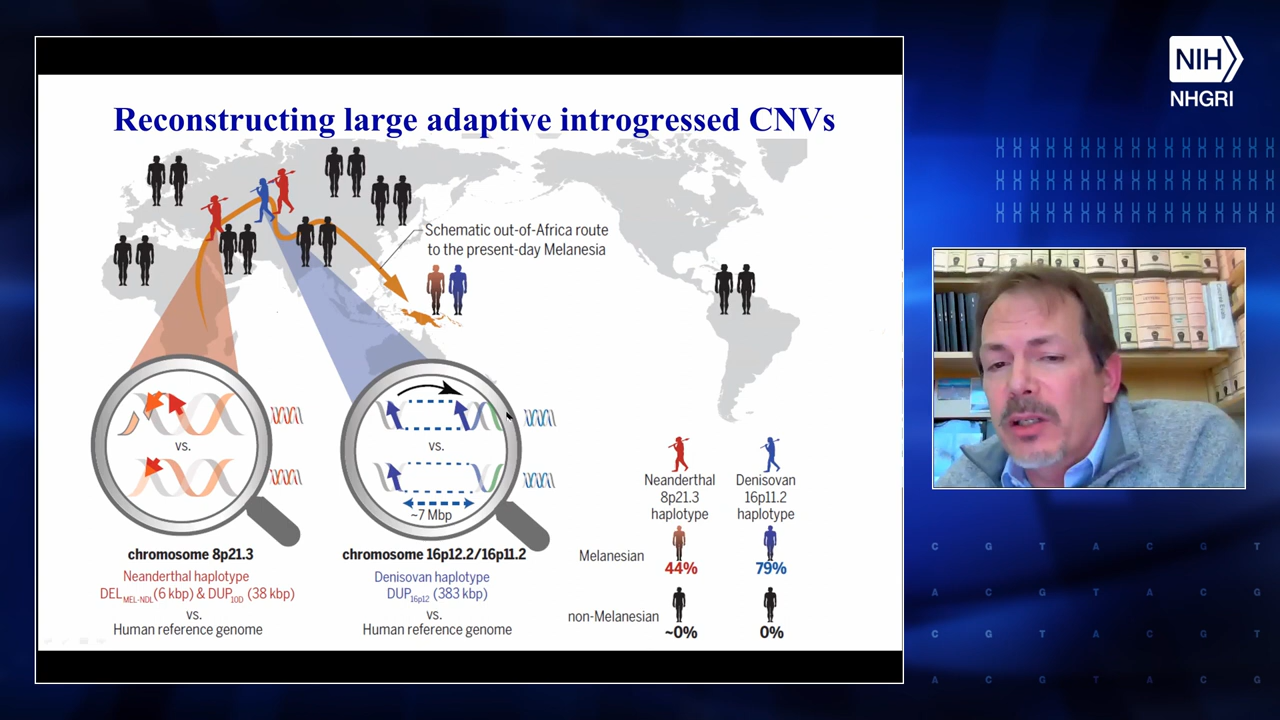 Reconstructing large adaptive introgressed CNVs
Schematic out-of-Africa route
to the present-day Melanesia
vs.
vs.
~7 Mbp
chromosome 8p21.3
Neanderthal haplotype
DELMEL-NDL(6 kbp) & DUP10D (38 kbp)
vs.
Human reference genome
chromosome 16p12.2/16p11.2
Denisovan haplotype
DUP16p12 (383 kbp)
vs.
Human reference genome
Neanderthal
8p21.3
haplotype
Denisovan
16p11.2
haplotype
Melanesian
44%
79%
non-Melanesian
~0%
0%
NIH
NHGRI
C G T A C G T
A C G T A C G
C G T A C G T
A C G T A C G